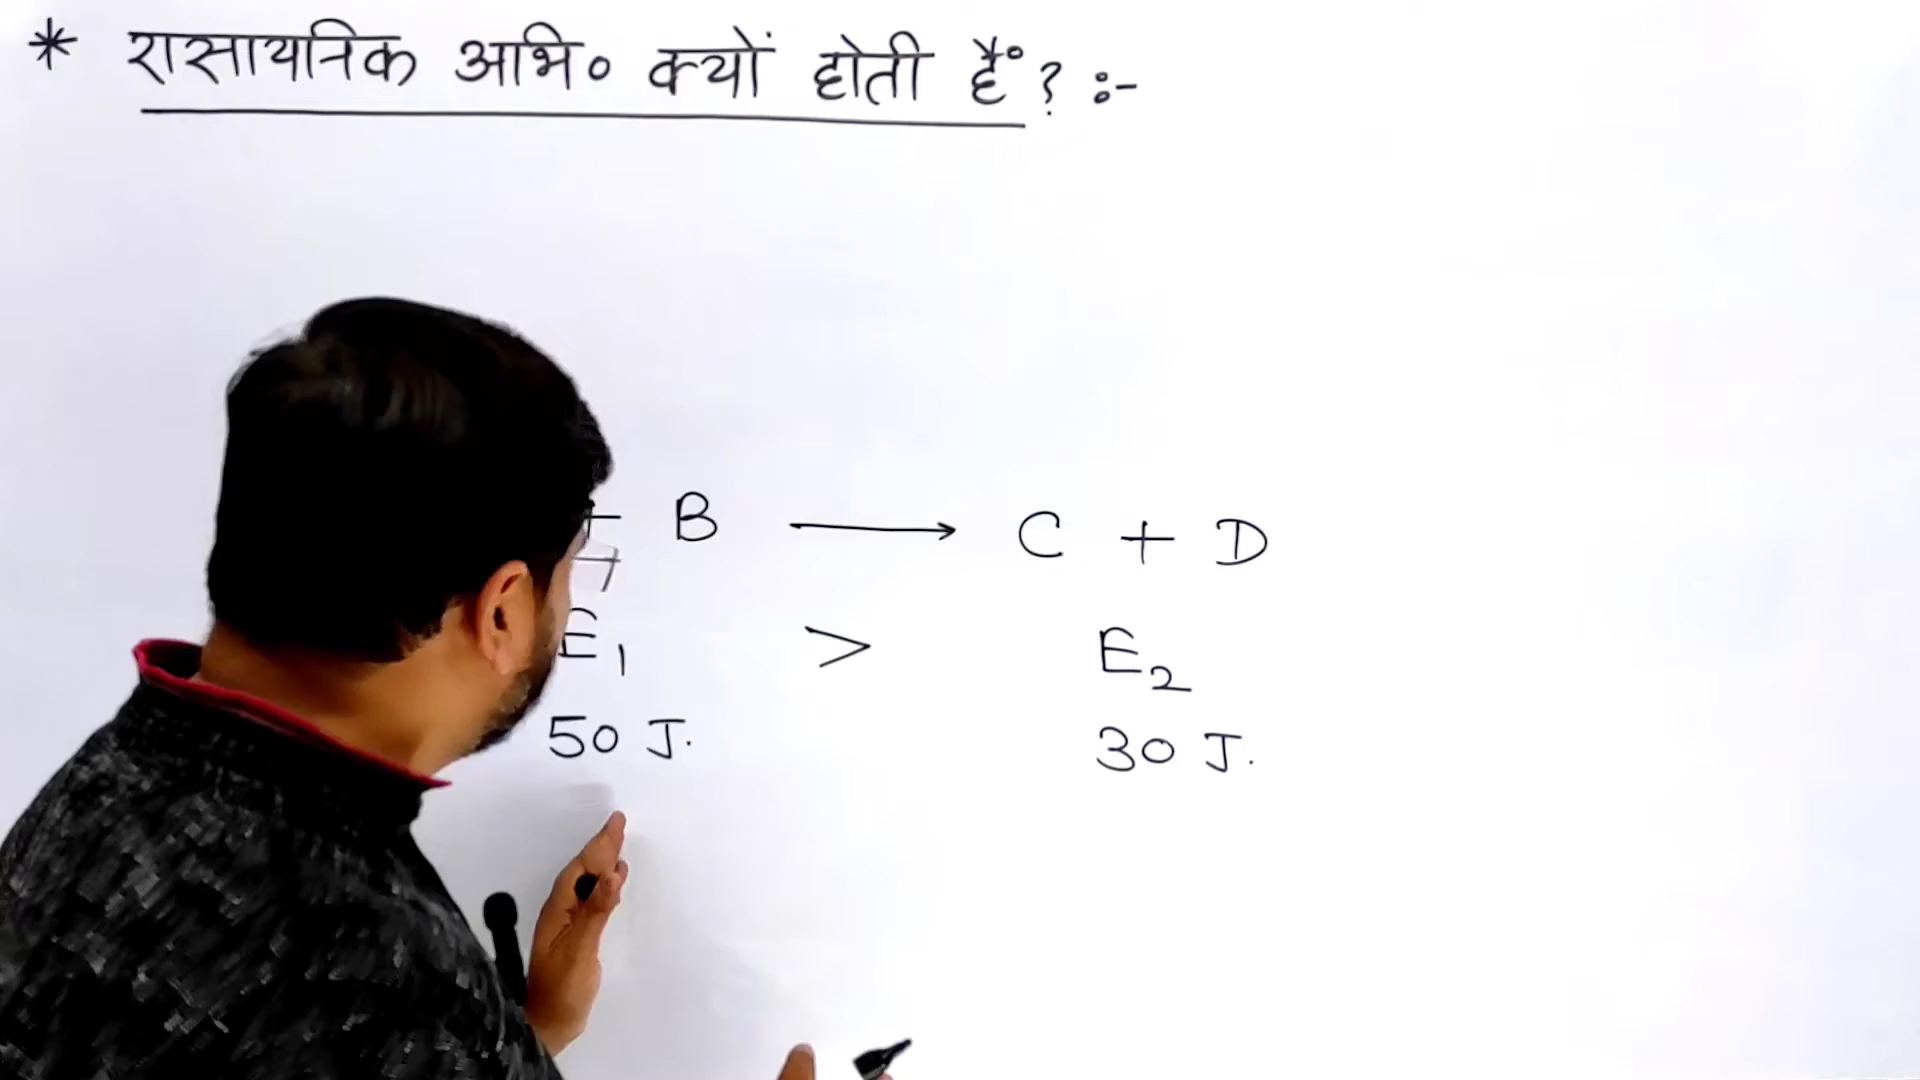 * रासायनिक अभि० क्यों होती हैं ? :-
+ B ⟶ C + D
E₁ > E₂
50 J. 30 J.